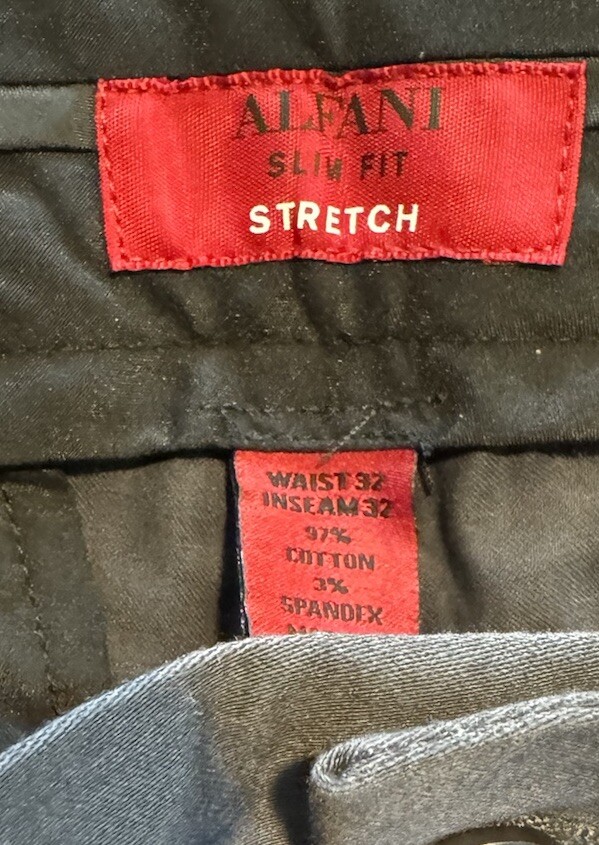 ALFANI
SLIM FIT
STRETCH
WAIST 32
INSEAM 32
97%
COTTON
3%
SPANDEX